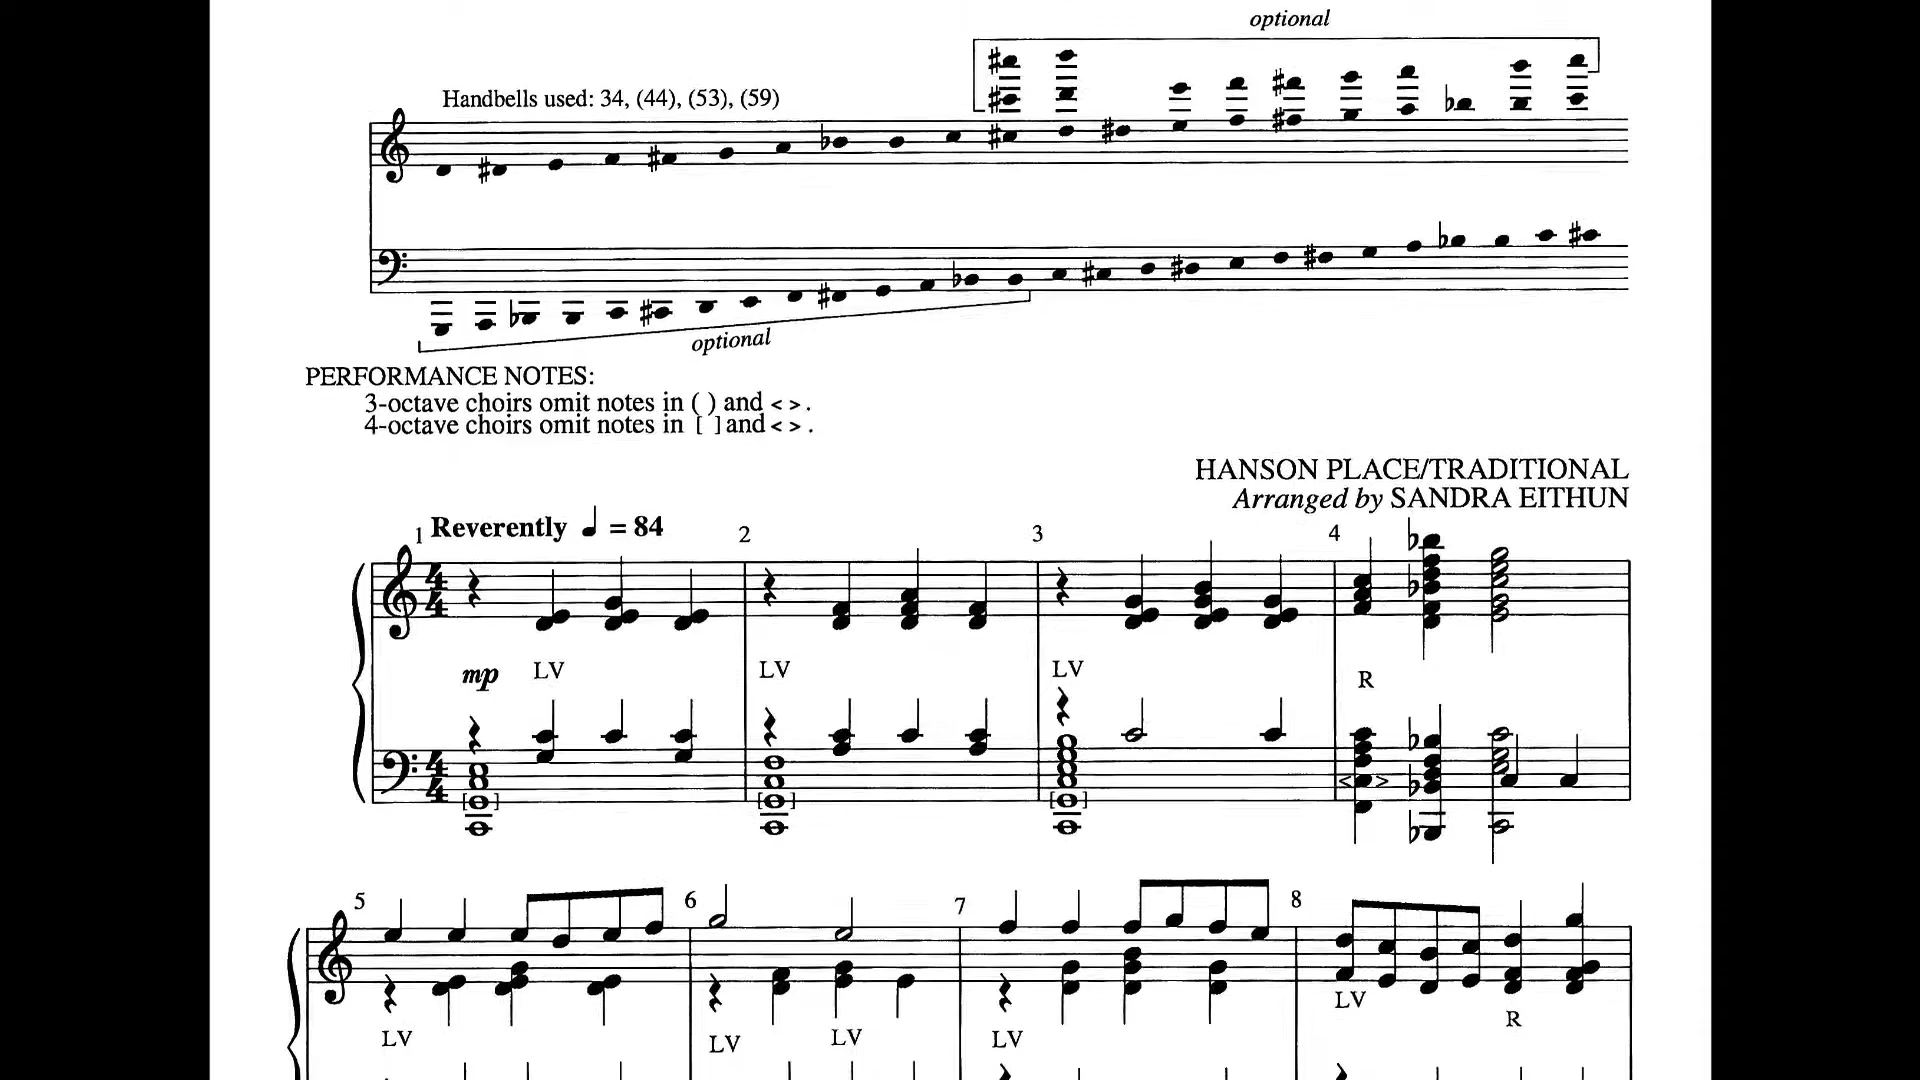 optional
Handbells used: 34, (44), (53), (59)
optional
PERFORMANCE NOTES:
3-octave choirs omit notes in ( ) and < > .
4-octave choirs omit notes in [ ] and < > .
HANSON PLACE/TRADITIONAL
Arranged by SANDRA EITHUN
1 Reverently ♩ = 84 2 3 4
mp LV LV LV R
5 6 7 8
LV LV LV LV LV R